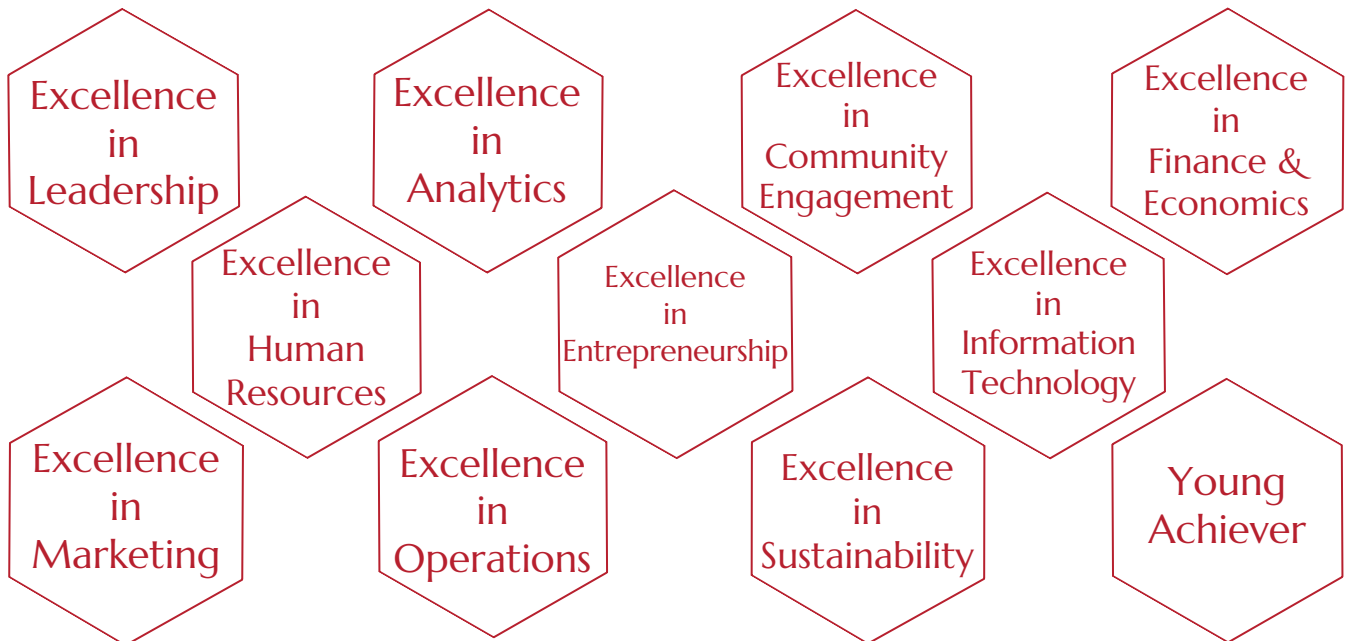 Excellence
in
Leadership
Excellence
in
Analytics
Excellence
in
Community
Engagement
Excellence
in
Finance &
Economics
Excellence
in
Human
Resources
Excellence
in
Entrepreneurship
Excellence
in
Information
Technology
Excellence
in
Marketing
Excellence
in
Operations
Excellence
in
Sustainability
Young
Achiever